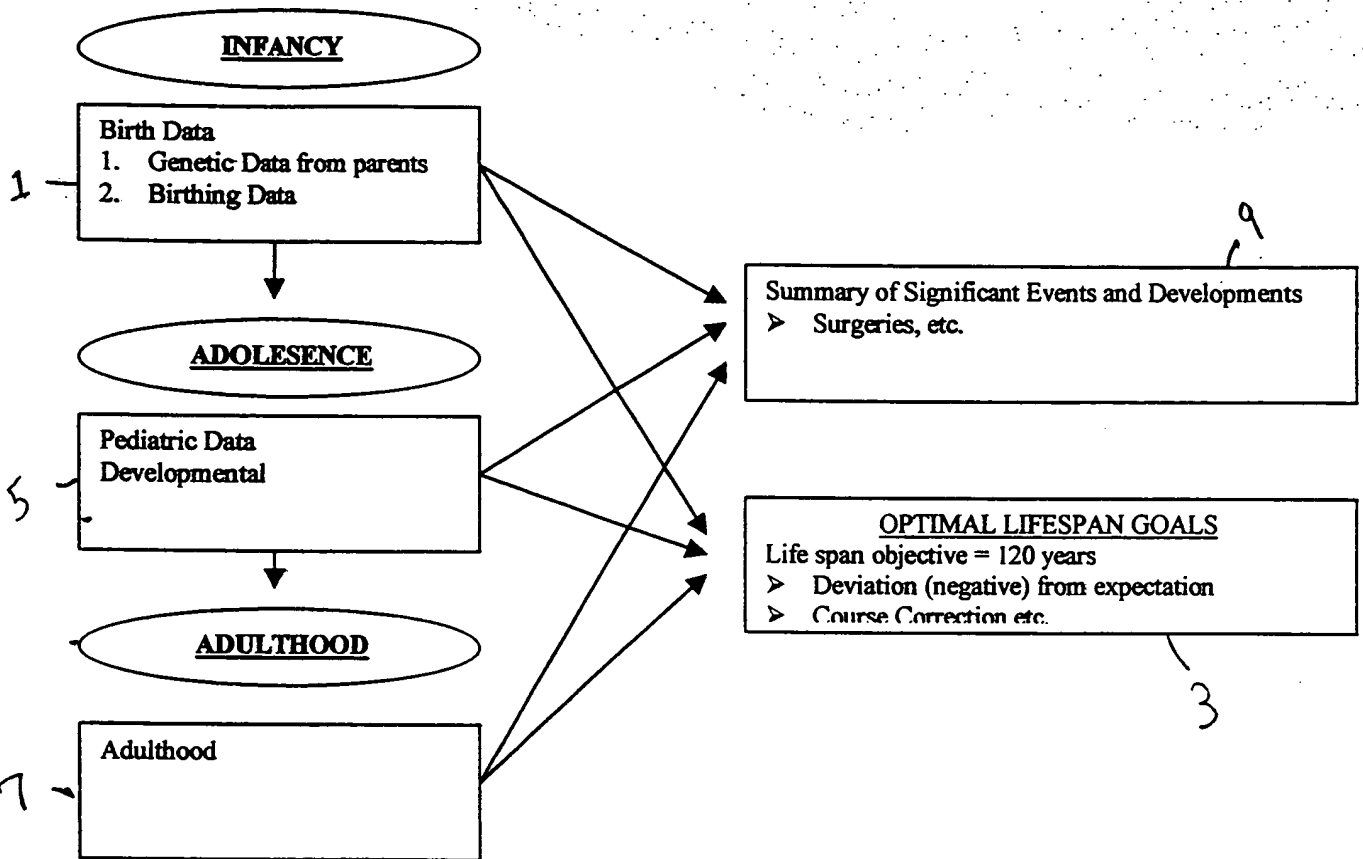 INFANCY
Birth Data
1. Genetic Data from parents
2. Birthing Data
1
ADOLESENCE
Pediatric Data
Developmental
5
ADULTHOOD
Adulthood
7
9
Summary of Significant Events and Developments
➢ Surgeries, etc.
OPTIMAL LIFESPAN GOALS
Life span objective = 120 years
➢ Deviation (negative) from expectation
➢ Course Correction etc.
3